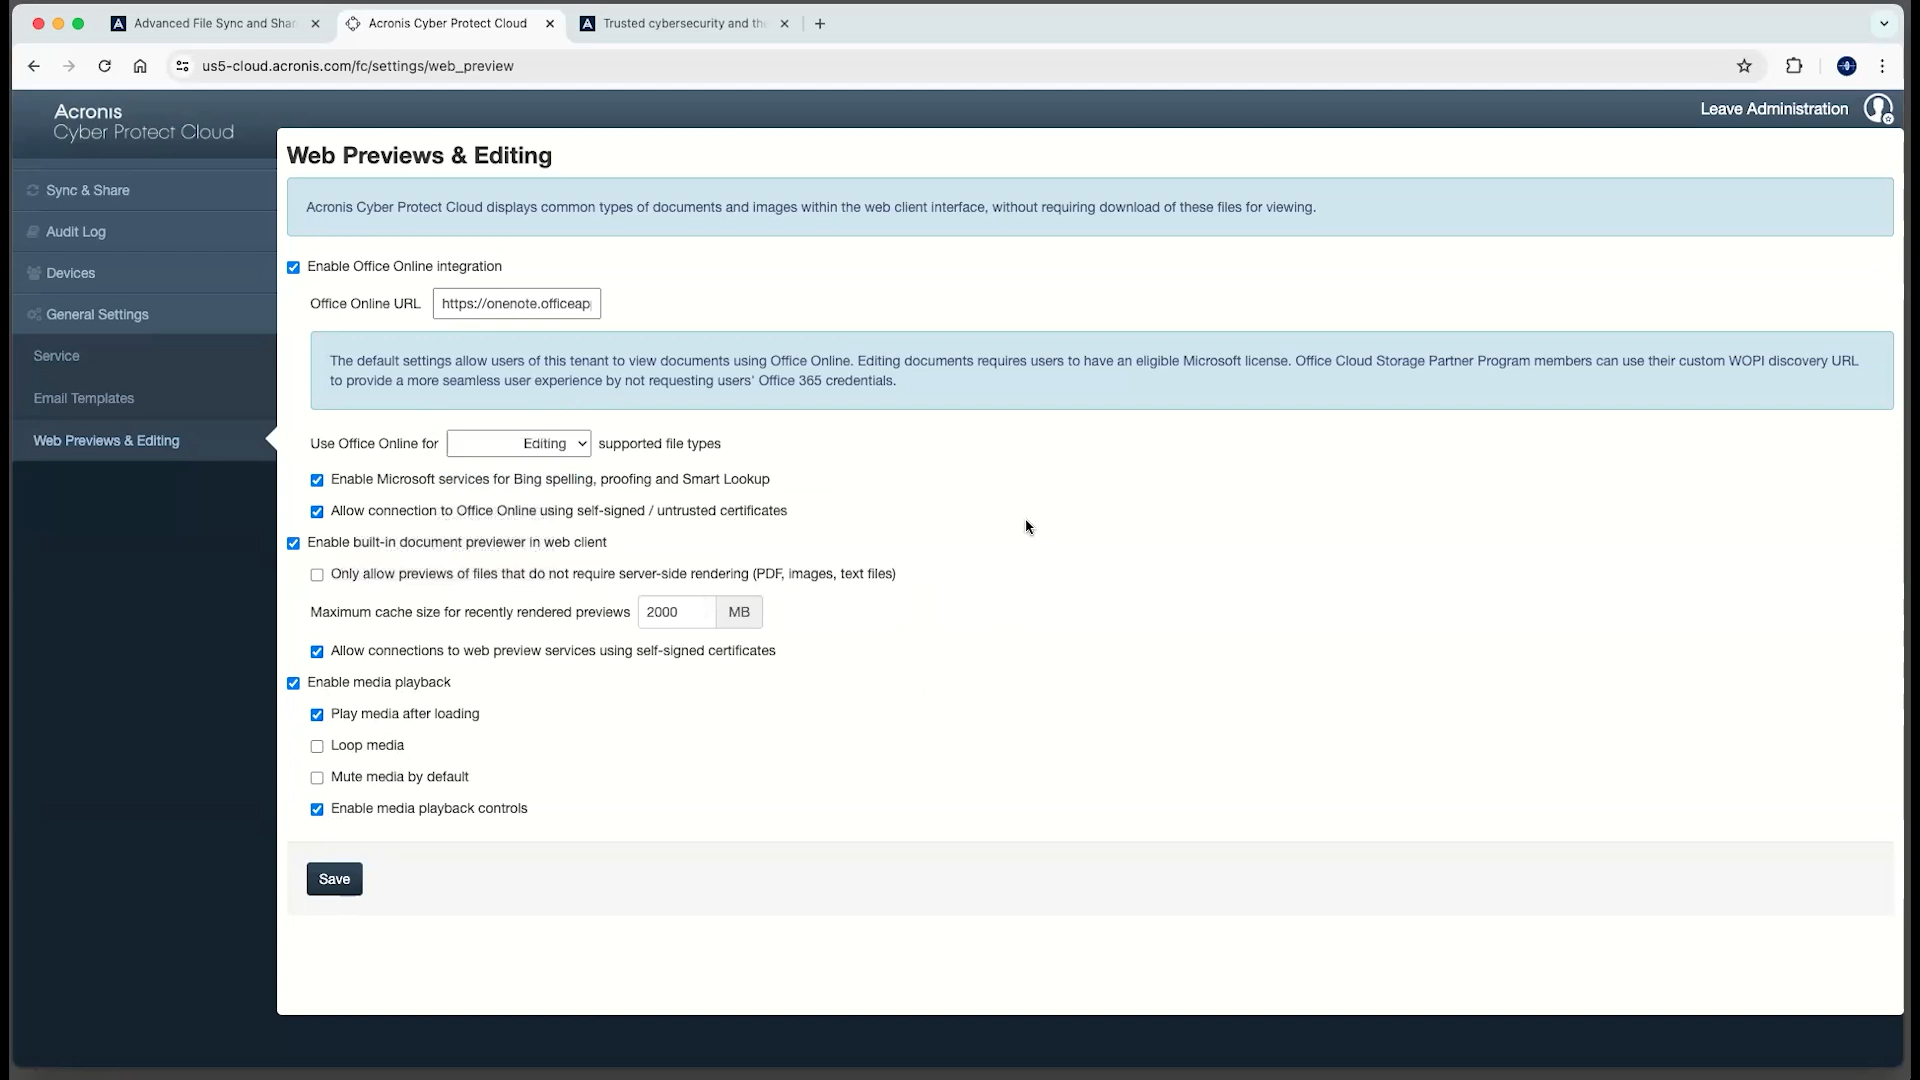 Advanced File Sync and Shar
Acronis Cyber Protect Cloud
Trusted cybersecurity and the
us5-cloud.acronis.com/fc/settings/web_preview
Acronis
Cyber Protect Cloud
Leave Administration
Sync & Share
Audit Log
Devices
General Settings
Service
Email Templates
Web Previews & Editing
Web Previews & Editing
Acronis Cyber Protect Cloud displays common types of documents and images within the web client interface, without requiring download of these files for viewing.
Enable Office Online integration
Office Online URL https://onenote.officeap
The default settings allow users of this tenant to view documents using Office Online. Editing documents requires users to have an eligible Microsoft license. Office Cloud Storage Partner Program members can use their custom WOPI discovery URL
to provide a more seamless user experience by not requesting users' Office 365 credentials.
Use Office Online for Editing supported file types
Enable Microsoft services for Bing spelling, proofing and Smart Lookup
Allow connection to Office Online using self-signed / untrusted certificates
Enable built-in document previewer in web client
Only allow previews of files that do not require server-side rendering (PDF, images, text files)
Maximum cache size for recently rendered previews 2000 MB
Allow connections to web preview services using self-signed certificates
Enable media playback
Play media after loading
Loop media
Mute media by default
Enable media playback controls
Save